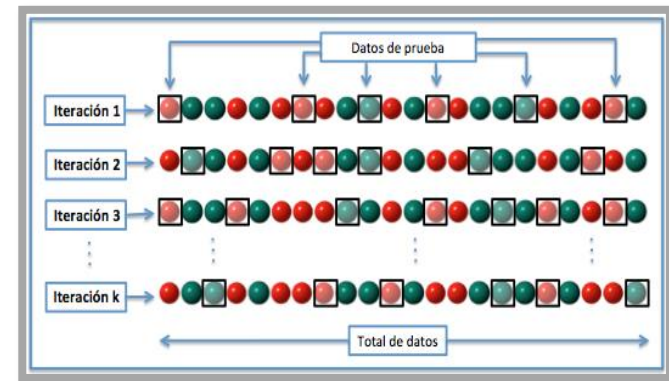 Datos de prueba
Iteración 1
Iteración 2
Iteración 3
Iteración k
Total de datos